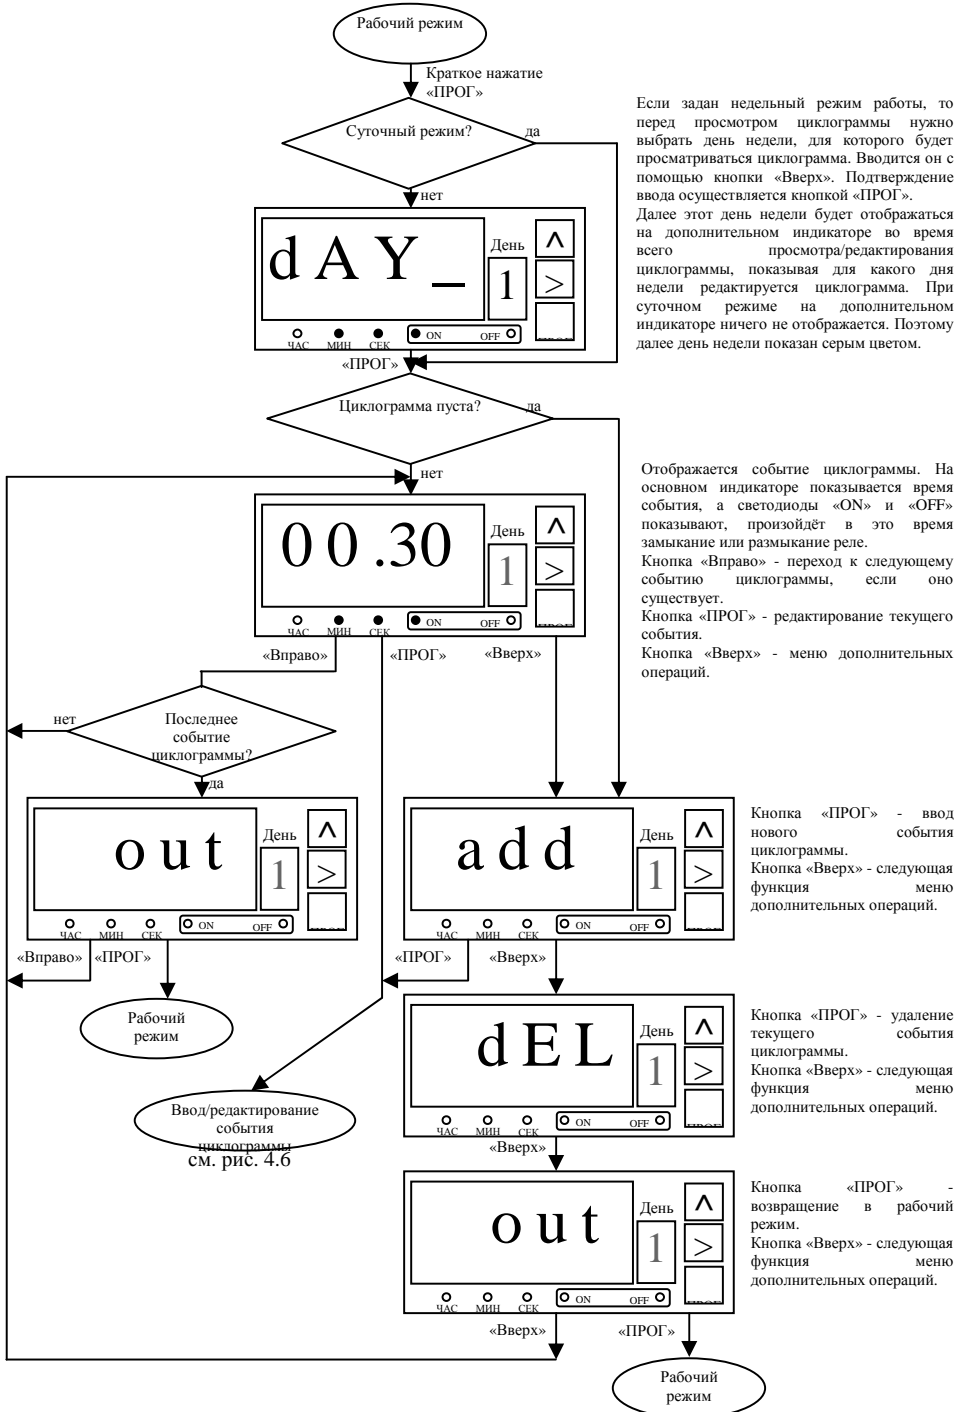 Рабочий режим
Краткое нажатие
«ПРОГ»
Суточный режим?
да
нет
Если задан недельный режим работы, то
перед просмотром циклограммы нужно
выбрать день недели, для которого будет
просматриваться циклограмма. Вводится он с
помощью кнопки «Вверх». Подтверждение
ввода осуществляется кнопкой «ПРОГ».
Далее этот день недели будет отображаться
на дополнительном индикаторе во время
всего просмотра/редактирования
циклограммы, показывая для какого дня
недели редактируется циклограмма. При
суточном режиме на дополнительном
индикаторе ничего не отображается. Поэтому
далее день недели показан серым цветом.
d A Y _
День
1
^
>
ЧАС МИН СЕК ON OFF
«ПРОГ»
Циклограмма пуста?
да
нет
Отображается событие циклограммы. На
основном индикаторе показывается время
события, а светодиоды «ON» и «OFF»
показывают, произойдёт в это время
замыкание или размыкание реле.
Кнопка «Вправо» - переход к следующему
событию циклограммы, если оно
существует.
Кнопка «ПРОГ» - редактирование текущего
события.
Кнопка «Вверх» - меню дополнительных
операций.
0 0 .30
День
1
^
>
ЧАС МИН СЕК ON OFF
«Вправо» «ПРОГ» «Вверх»
нет
Последнее
событие
циклограммы?
да
o u t
День
1
^
>
ЧАС МИН СЕК ON OFF
«Вправо» «ПРОГ»
Рабочий
режим
a d d
День
1
^
>
ЧАС МИН СЕК ON OFF
Кнопка «ПРОГ» - ввод
нового события
циклограммы.
Кнопка «Вверх» - следующая
функция меню
дополнительных операций.
«ПРОГ» «Вверх»
d E L
День
1
^
>
ЧАС МИН СЕК ON OFF
Кнопка «ПРОГ» - удаление
текущего события
циклограммы.
Кнопка «Вверх» - следующая
функция меню
дополнительных операций.
Ввод/редактирование
события
циклограммы
см. рис. 4.6
«Вверх»
o u t
День
1
^
>
ЧАС МИН СЕК ON OFF
Кнопка «ПРОГ» -
возвращение в рабочий
режим.
Кнопка «Вверх» - следующая
функция меню
дополнительных операций.
«Вверх» «ПРОГ»
Рабочий
режим